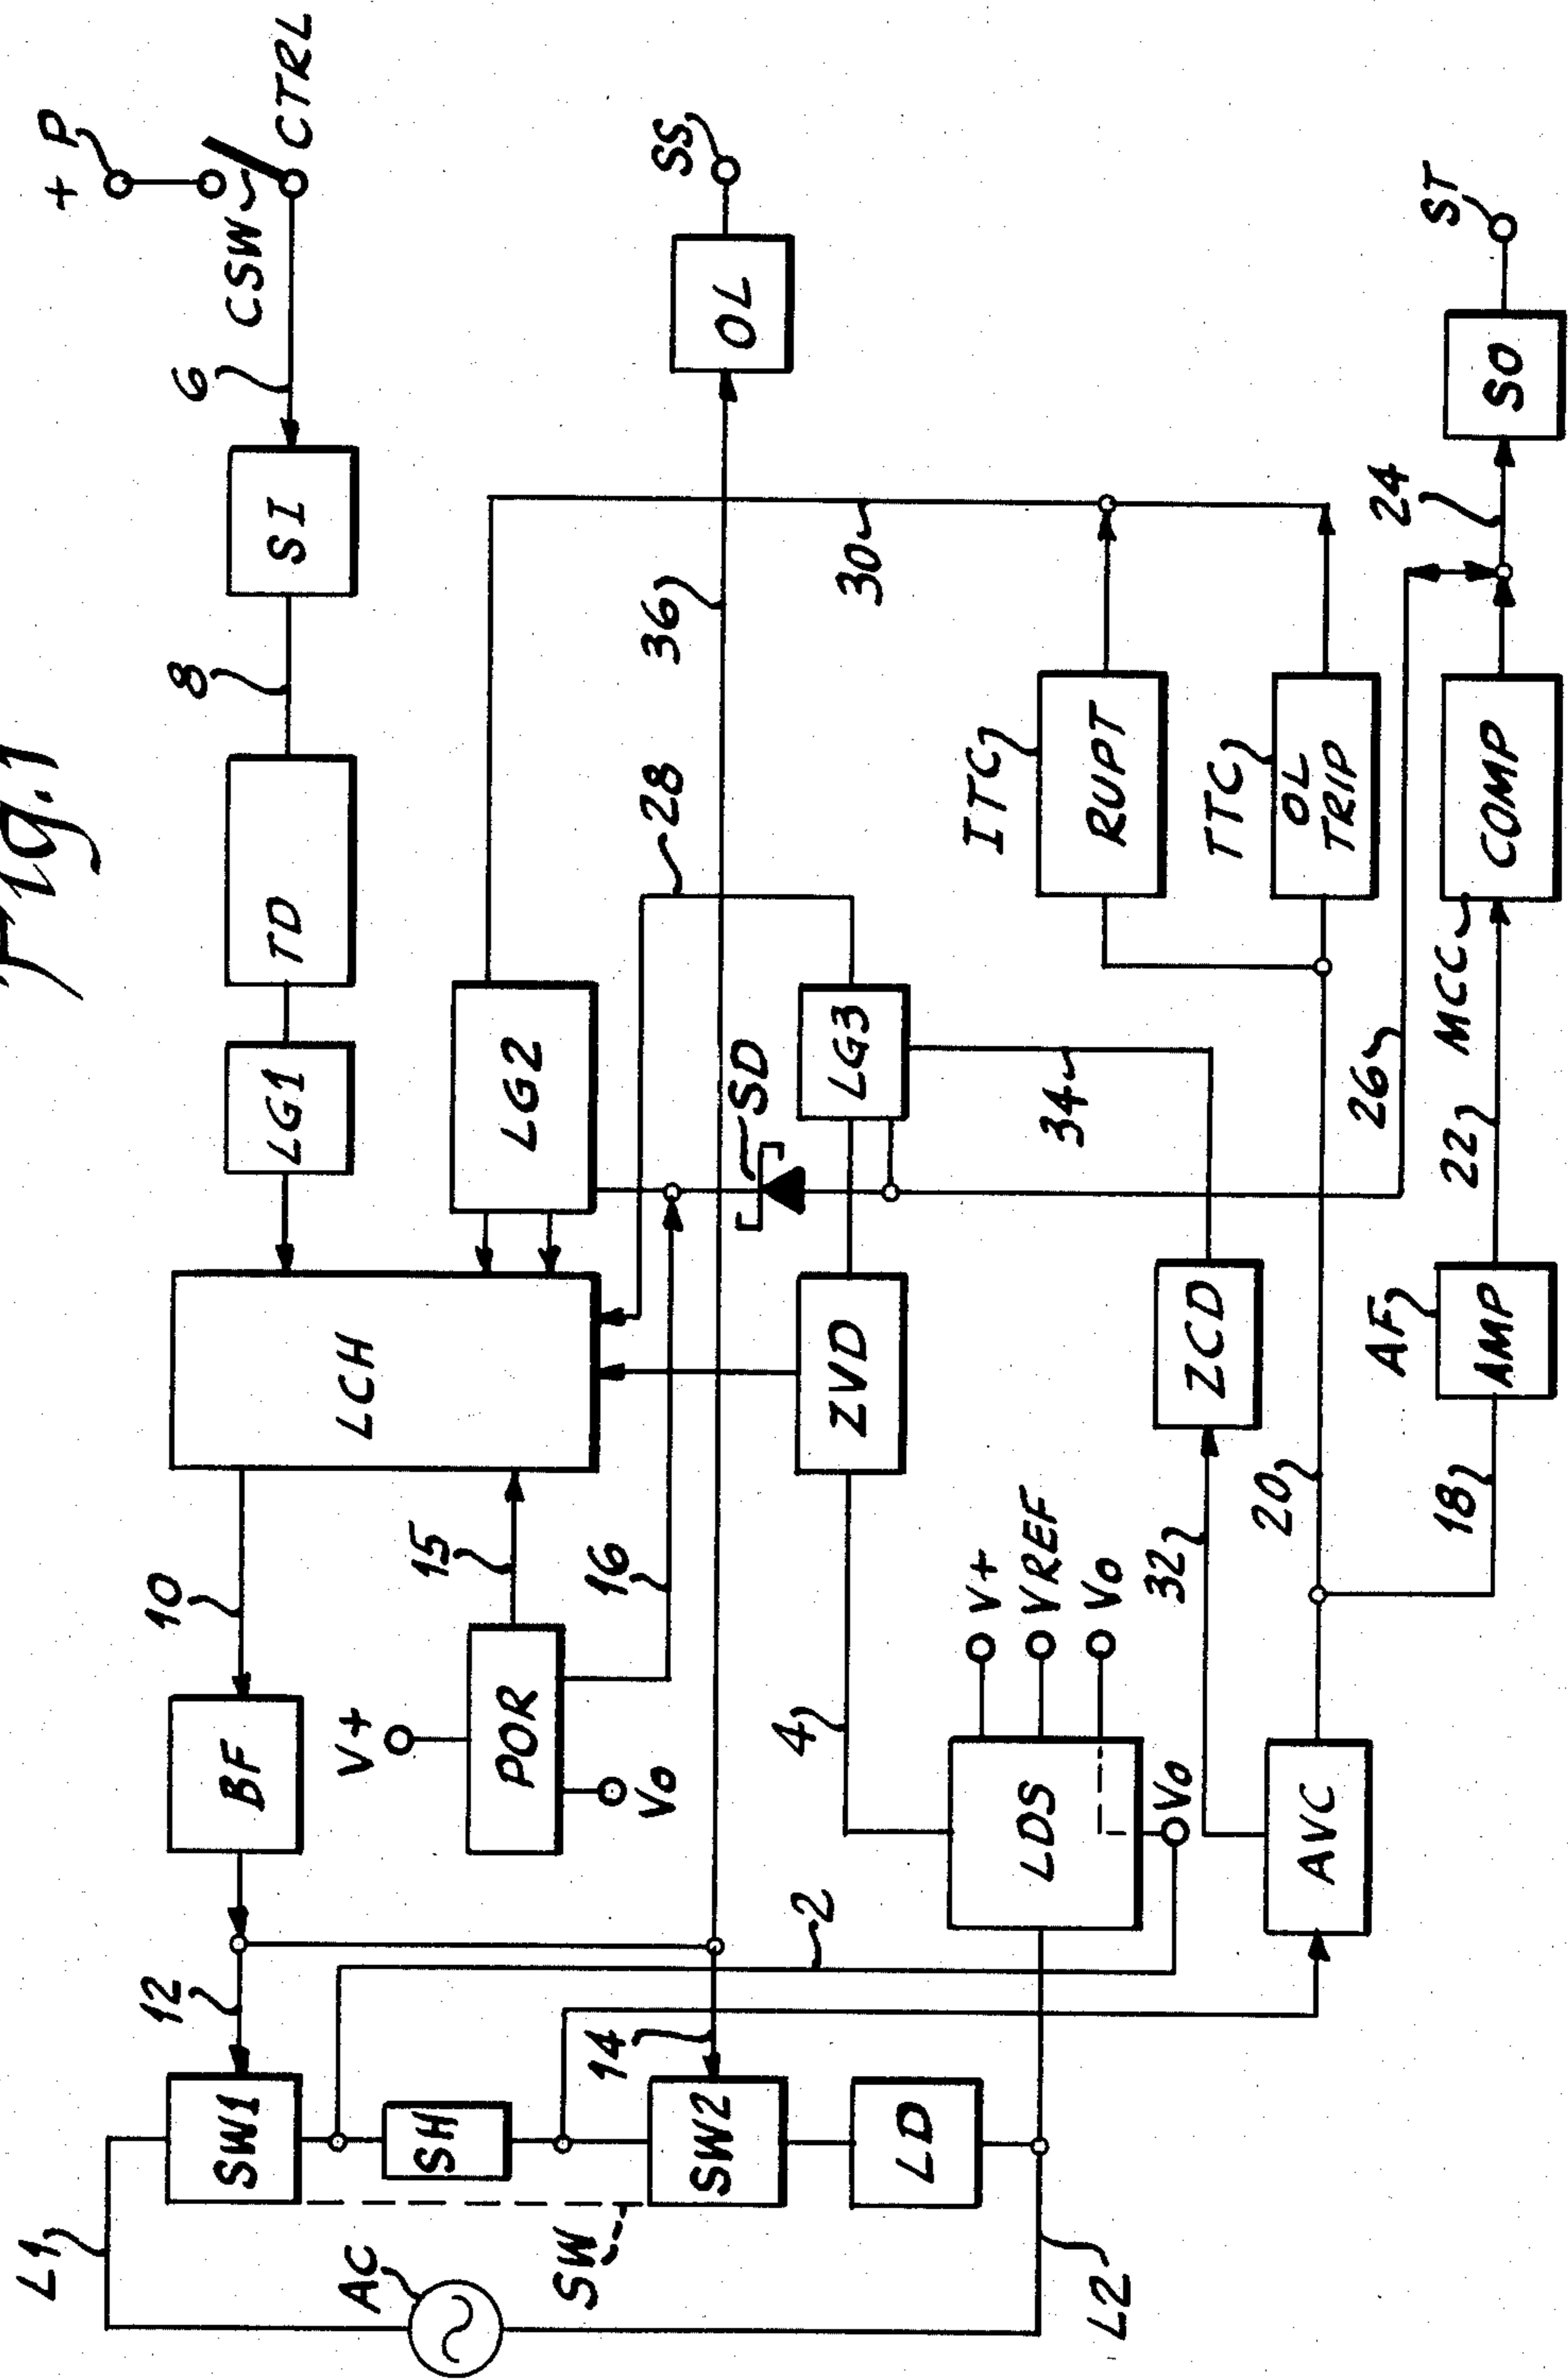 Fig. 1
+ P
CSW
CTRL
6
SI
8
TD
LG1
LCH
10
BF
12
SW1
L1
AC
SW
SH
SW2
LD
L2
14
2
V+
POR
Vo
15
16
LG2
28
36
OL
SS
30
SD
LG3
34
ZVD
4
LDS
V+
VREF
Vo
Vo
ITC
RUPT
TTC
OL
TRIP
26
ZCD
32
20
AVC
18
AF
AMP
22
MCC
COMP
24
SO
ST